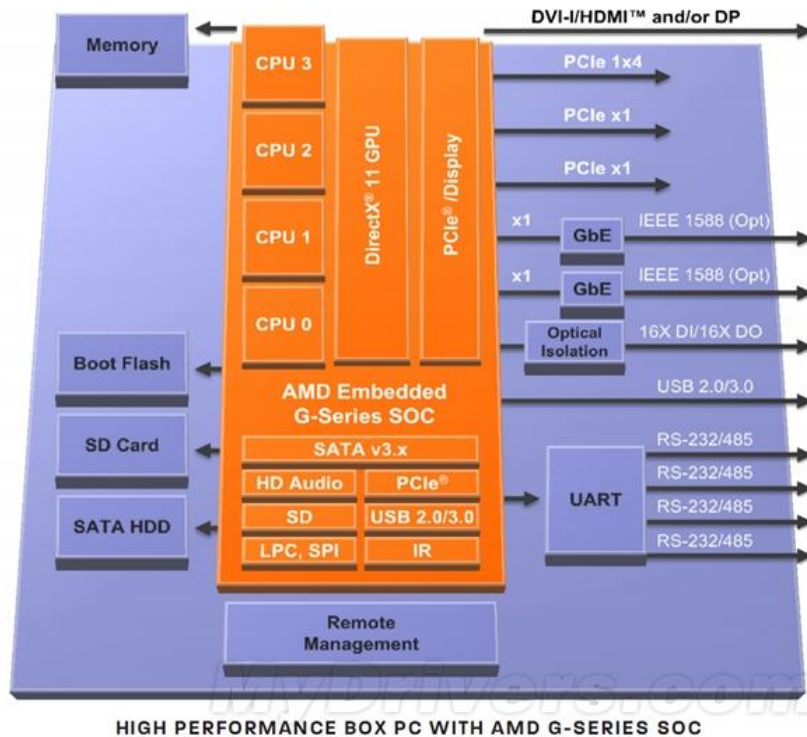 DVI-I/HDMI™ and/or DP
Memory
CPU 3
CPU 2
CPU 1
CPU 0
DirectX® 11 GPU
PCIe® /Display
PCIe 1x4
PCIe x1
PCIe x1
x1
GbE
IEEE 1588 (Opt)
x1
GbE
IEEE 1588 (Opt)
Optical
Isolation
16X DI/16X DO
Boot Flash
AMD Embedded
G-Series SOC
USB 2.0/3.0
SD Card
SATA v3.x
HD Audio
PCIe®
SATA HDD
SD
USB 2.0/3.0
LPC, SPI
IR
UART
RS-232/485
RS-232/485
RS-232/485
RS-232/485
Remote
Management
MyDrivers.com
HIGH PERFORMANCE BOX PC WITH AMD G-SERIES SOC